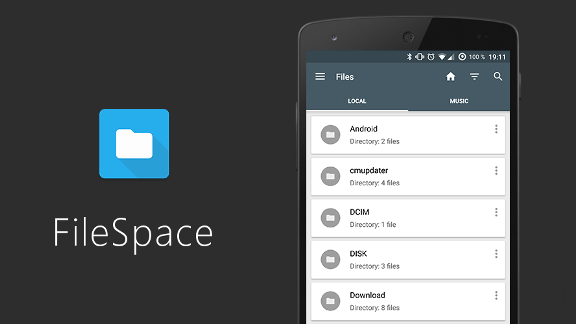 FileSpace
100 % 19:11
Files
LOCAL MUSIC
Android
Directory: 2 files
cmupdater
Directory: 4 files
DCIM
Directory: 1 file
DISK
Directory: 3 files
Download
Directory: 8 files